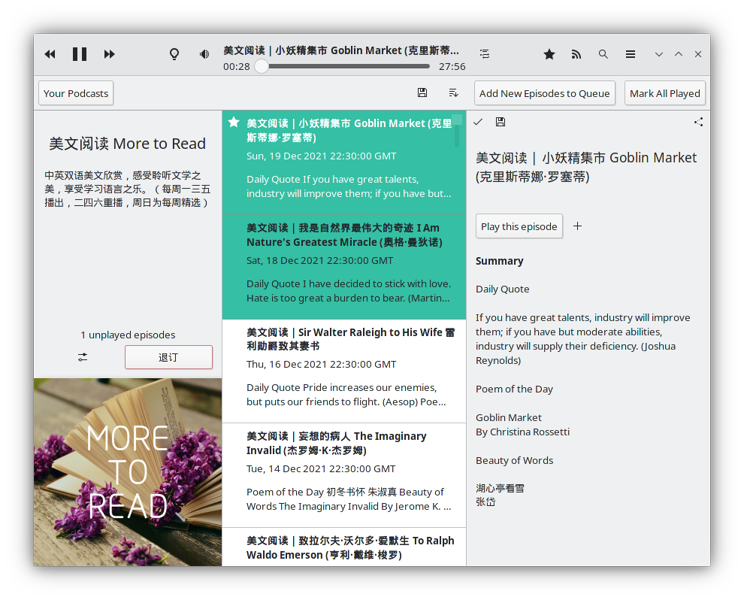 美文阅读 | 小妖精集市 Goblin Market (克里斯蒂...
00:28
27:56
Your Podcasts
Add New Episodes to Queue
Mark All Played
美文阅读 More to Read
中英双语美文欣赏，感受聆听文学之
美，享受学习语言之乐。（每周一三五
播出，二四六重播，周日为每周精选）
1 unplayed episodes
退订
MORE
TO
READ
美文阅读 | 小妖精集市 Goblin Market (克里
斯蒂娜·罗塞蒂)
Sun, 19 Dec 2021 22:30:00 GMT
Daily Quote If you have great talents,
industry will improve them; if you have but...
美文阅读 | 我是自然界最伟大的奇迹 I Am
Nature's Greatest Miracle (奥格·曼狄诺)
Sat, 18 Dec 2021 22:30:00 GMT
Daily Quote I have decided to stick with love.
Hate is too great a burden to bear. (Martin...
美文阅读 | Sir Walter Raleigh to His Wife 雷
利勋爵致其妻书
Thu, 16 Dec 2021 22:30:00 GMT
Daily Quote Pride increases our enemies,
but puts our friends to flight. (Aesop) Poe...
美文阅读 | 妄想的病人 The Imaginary
Invalid (杰罗姆·K·杰罗姆)
Tue, 14 Dec 2021 22:30:00 GMT
Poem of the Day 初冬书怀 朱淑真 Beauty of
Words The Imaginary Invalid By Jerome K. ...
美文阅读 | 致拉尔夫·沃尔多·爱默生 To Ralph
Waldo Emerson (亨利·戴维·梭罗)
美文阅读 | 小妖精集市 Goblin Market
(克里斯蒂娜·罗塞蒂)
Play this episode
Summary
Daily Quote
If you have great talents, industry will improve
them; if you have but moderate abilities,
industry will supply their deficiency. (Joshua
Reynolds)
Poem of the Day
Goblin Market
By Christina Rossetti
Beauty of Words
湖心亭看雪
张岱